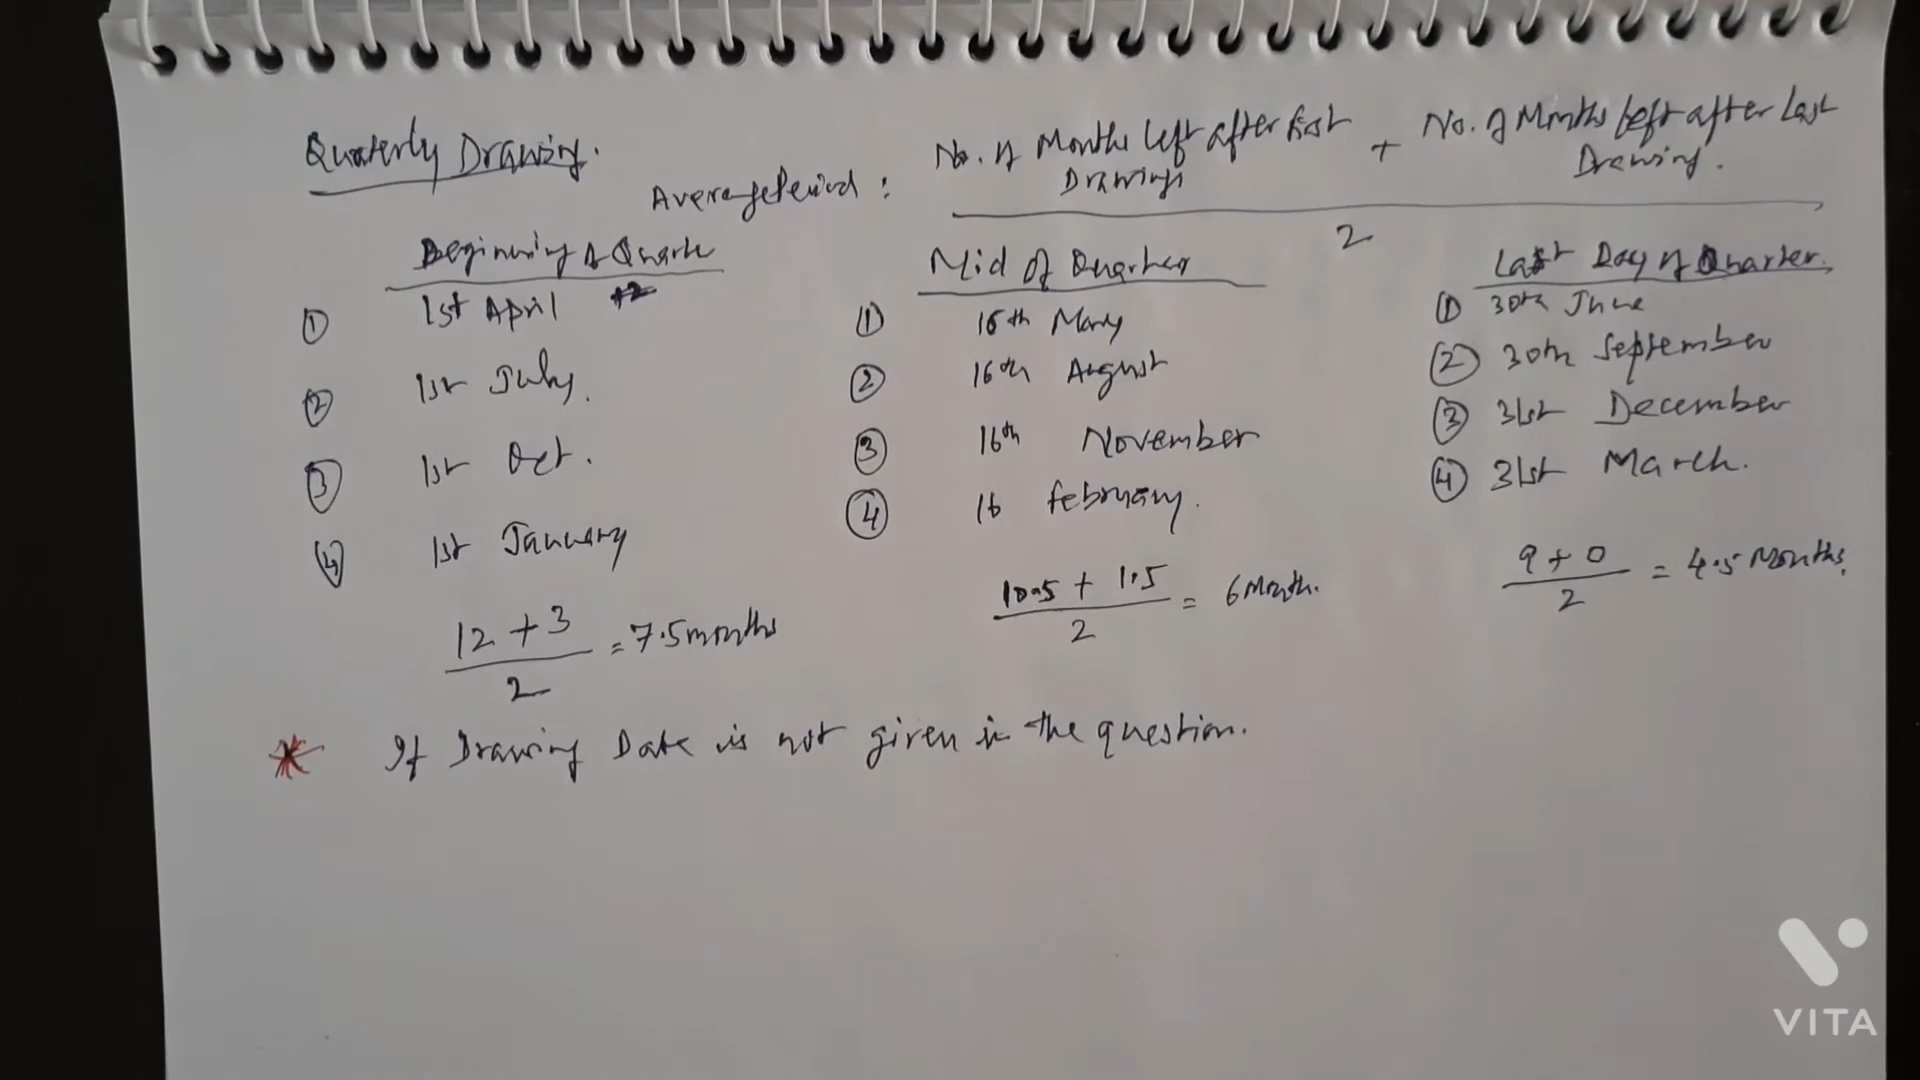 Quaterly Drawing.
Average Period : No. of Months left after first Drawings + No. of Months left after Last Drawing.
2
Beginning of Quarte
① 1st April
② 1st July.
③ 1st Oct.
④ 1st January
12 + 3
2
= 7.5 months
Mid of Quarter
① 16th May
② 16th August
③ 16th November
④ 16 february.
10.5 + 1.5
2
= 6 Month.
Last Day of Quarter.
① 30th June
② 30th September
③ 31st December
④ 31st March.
9 + 0
2
= 4.5 Months.
* If Drawing Date is not given in the question.
VITA